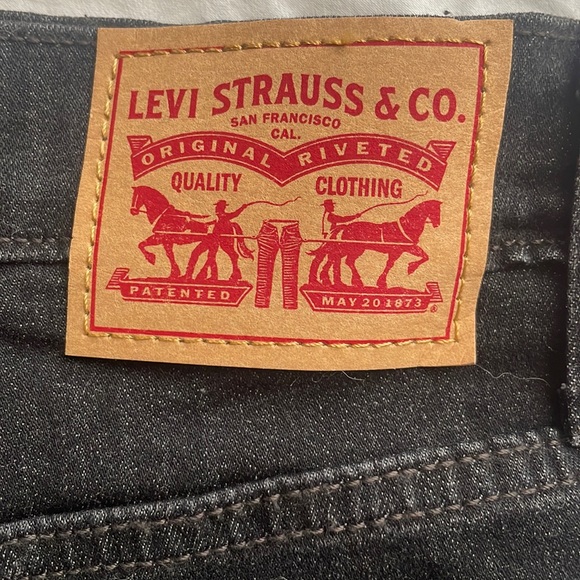 LEVI STRAUSS & CO.
SAN FRANCISCO
CAL.
ORIGINAL RIVETED
QUALITY CLOTHING
PATENTED MAY 20 1873